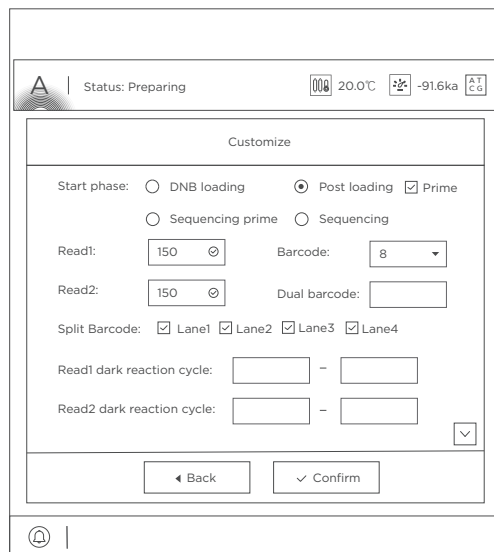 A Status: Preparing 20.0℃ -91.6ka A T C G
Customize
Start phase: DNB loading Post loading Prime
Sequencing prime Sequencing
Read1: 150 Barcode: 8
Read2: 150 Dual barcode:
Split Barcode: Lane1 Lane2 Lane3 Lane4
Read1 dark reaction cycle: –
Read2 dark reaction cycle: –
Back Confirm